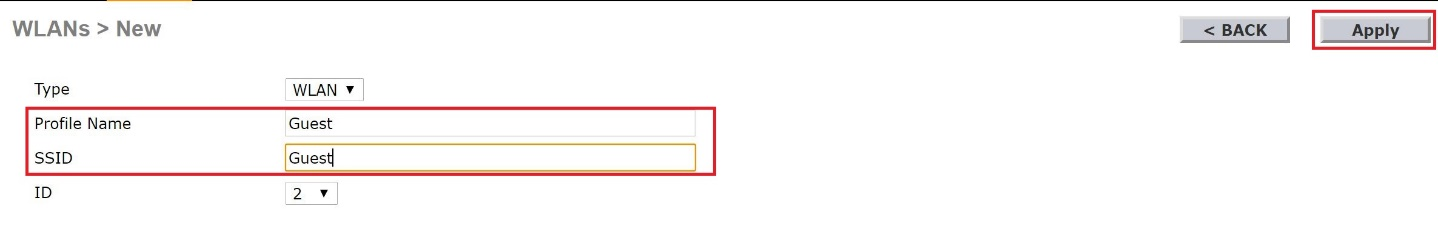 WLANs > New
< BACK
Apply
Type
WLAN
Profile Name
Guest
SSID
Guest
ID
2